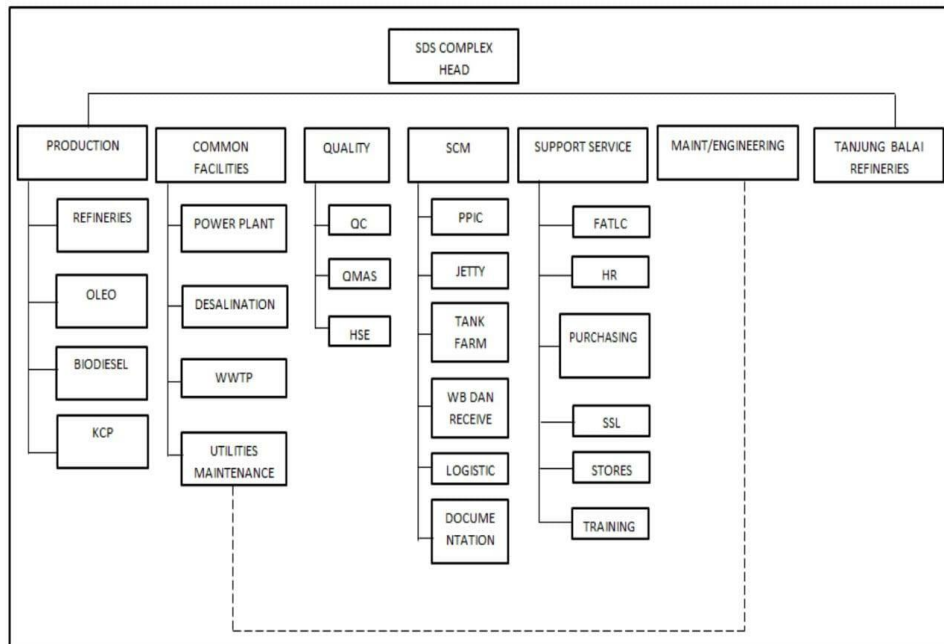 SDS COMPLEX
HEAD
PRODUCTION
COMMON
FACILITIES
QUALITY
SCM
SUPPORT SERVICE
MAINT/ENGINEERING
TANJUNG BALAI
REFINERIES
REFINERIES
OLEO
BIODIESEL
KCP
POWER PLANT
DESALINATION
WWTP
UTILITIES
MAINTENANCE
QC
QMAS
HSE
PPIC
JETTY
TANK
FARM
WB DAN
RECEIVE
LOGISTIC
DOCUME
NTATION
FATLC
HR
PURCHASING
SSL
STORES
TRAINING